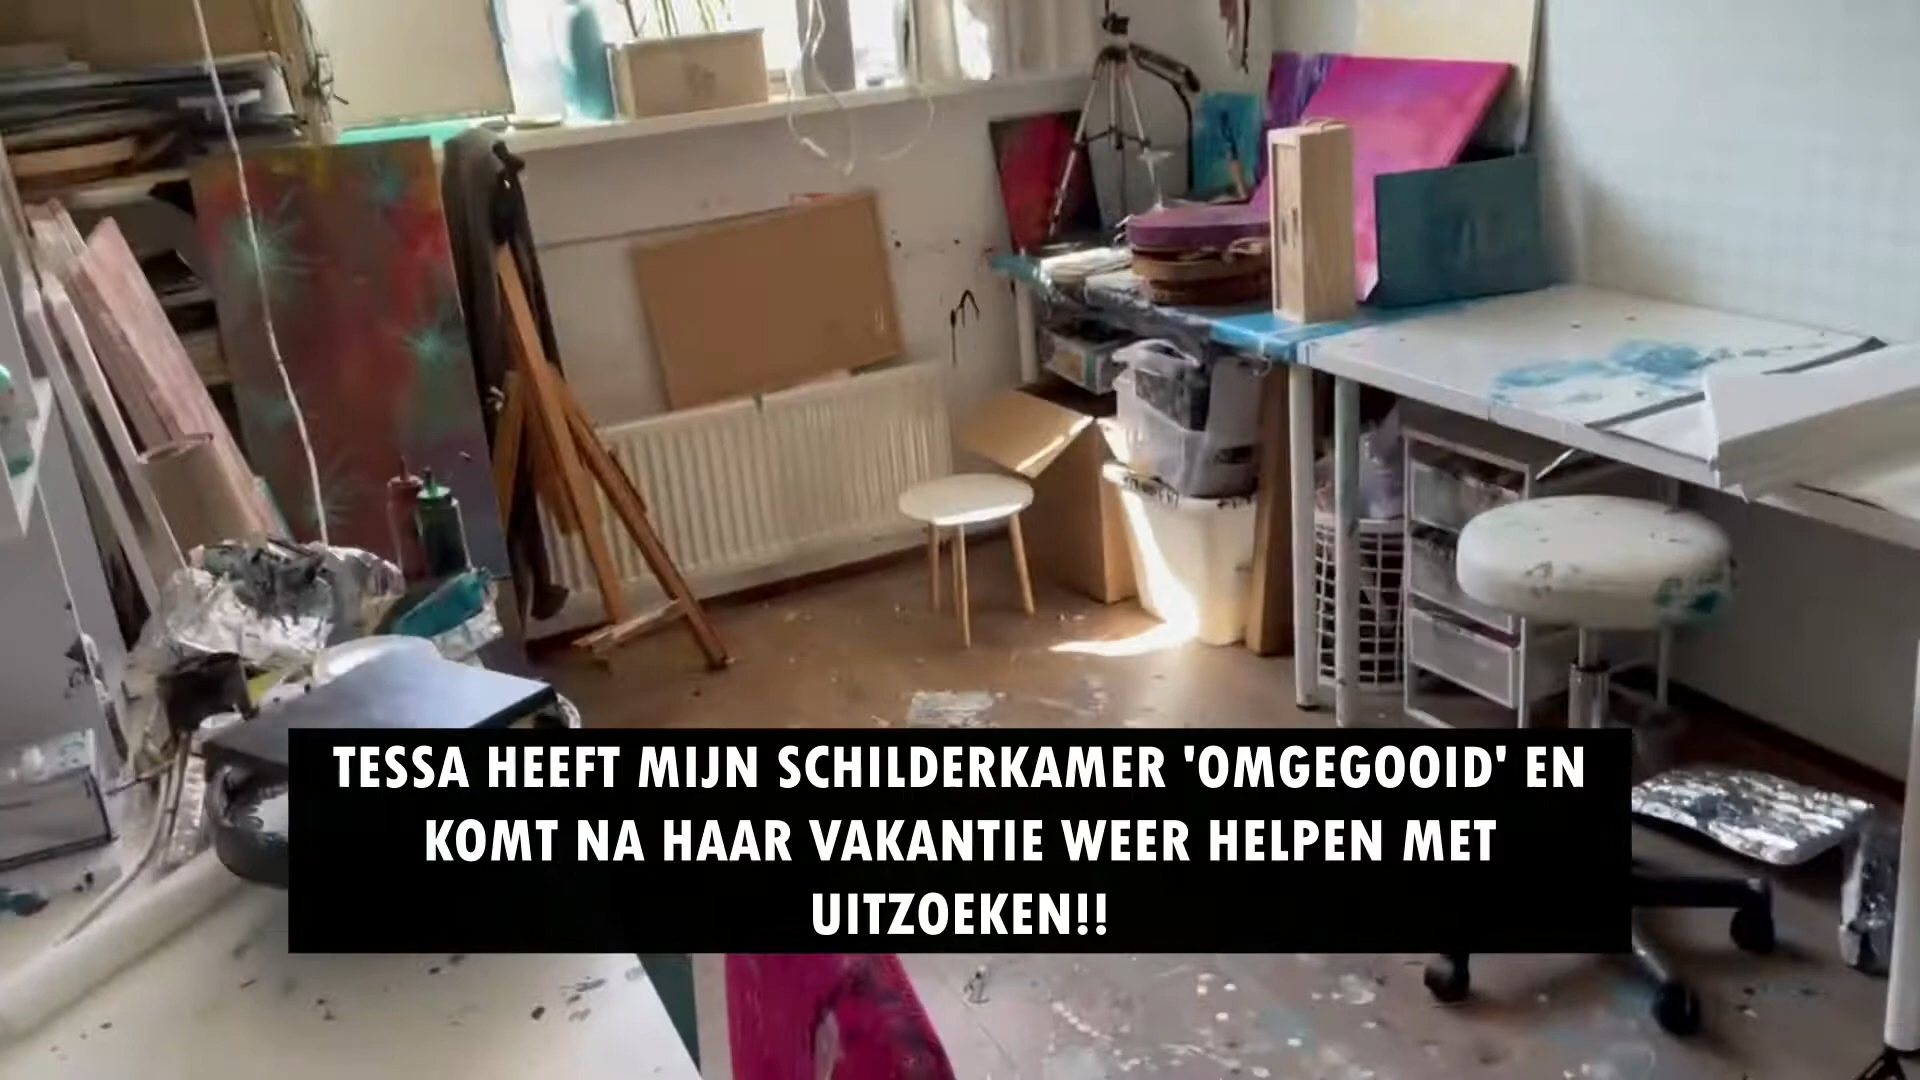 TESSA HEEFT MIJN SCHILDERKAMER 'OMGEGOOID' EN
KOMT NA HAAR VAKANTIE WEER HELPEN MET
UITZOEKEN!!